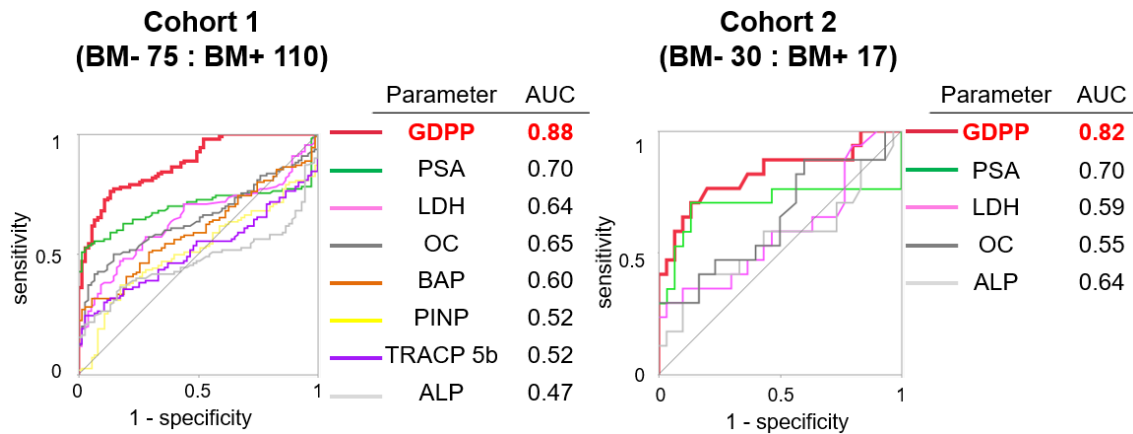 Cohort 1
(BM- 75 : BM+ 110)
Parameter AUC
GDPP 0.88
PSA 0.70
LDH 0.64
OC 0.65
BAP 0.60
PINP 0.52
TRACP 5b 0.52
ALP 0.47
sensitivity
1
0.5
0
0 0.5 1
1 - specificity
Cohort 2
(BM- 30 : BM+ 17)
Parameter AUC
GDPP 0.82
PSA 0.70
LDH 0.59
OC 0.55
ALP 0.64
sensitivity
1
0.5
0
0 0.5 1
1 - specificity